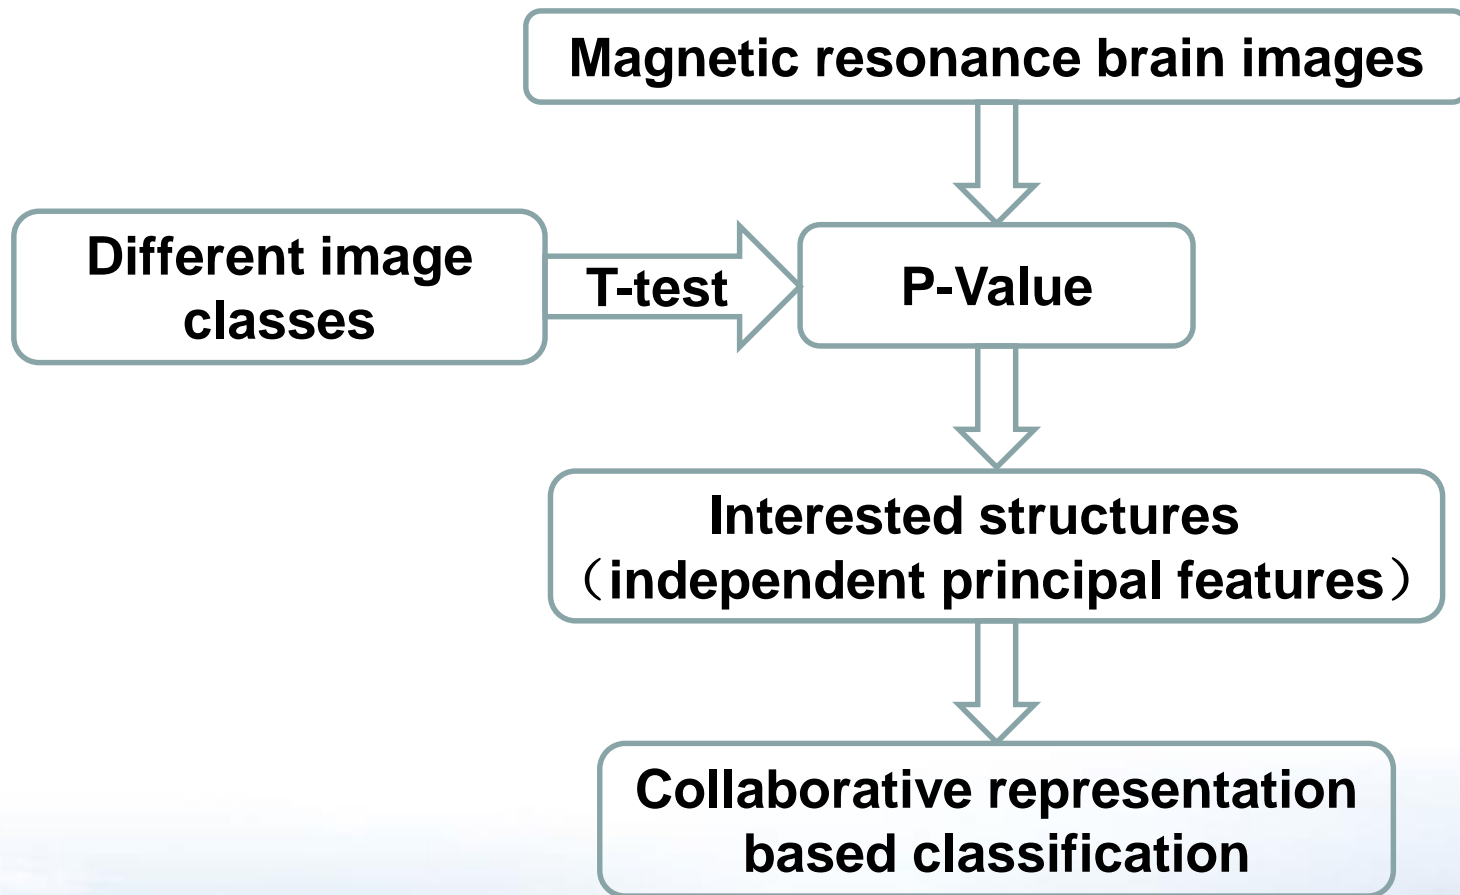 Magnetic resonance brain images
Different image
classes
T-test
P-Value
Interested structures
（independent principal features）
Collaborative representation
based classification